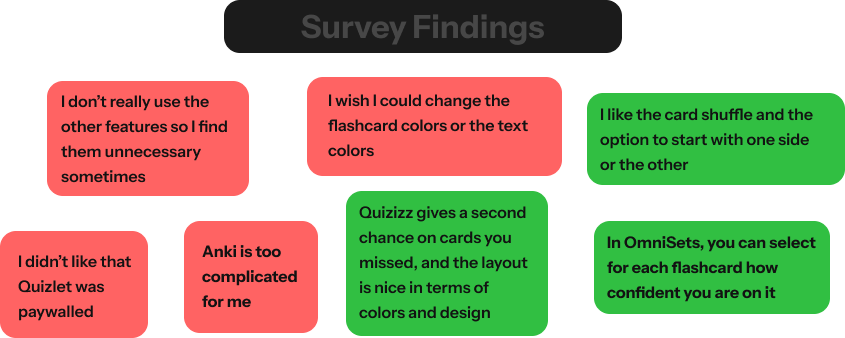 Survey Findings
I don’t really use the
other features so I find
them unnecessary
sometimes
I wish I could change the
flashcard colors or the text
colors
I like the card shuffle and the
option to start with one side
or the other
I didn’t like that
Quizlet was
paywalled
Anki is too
complicated
for me
Quizizz gives a second
chance on cards you
missed, and the layout
is nice in terms of
colors and design
In OmniSets, you can select
for each flashcard how
confident you are on it